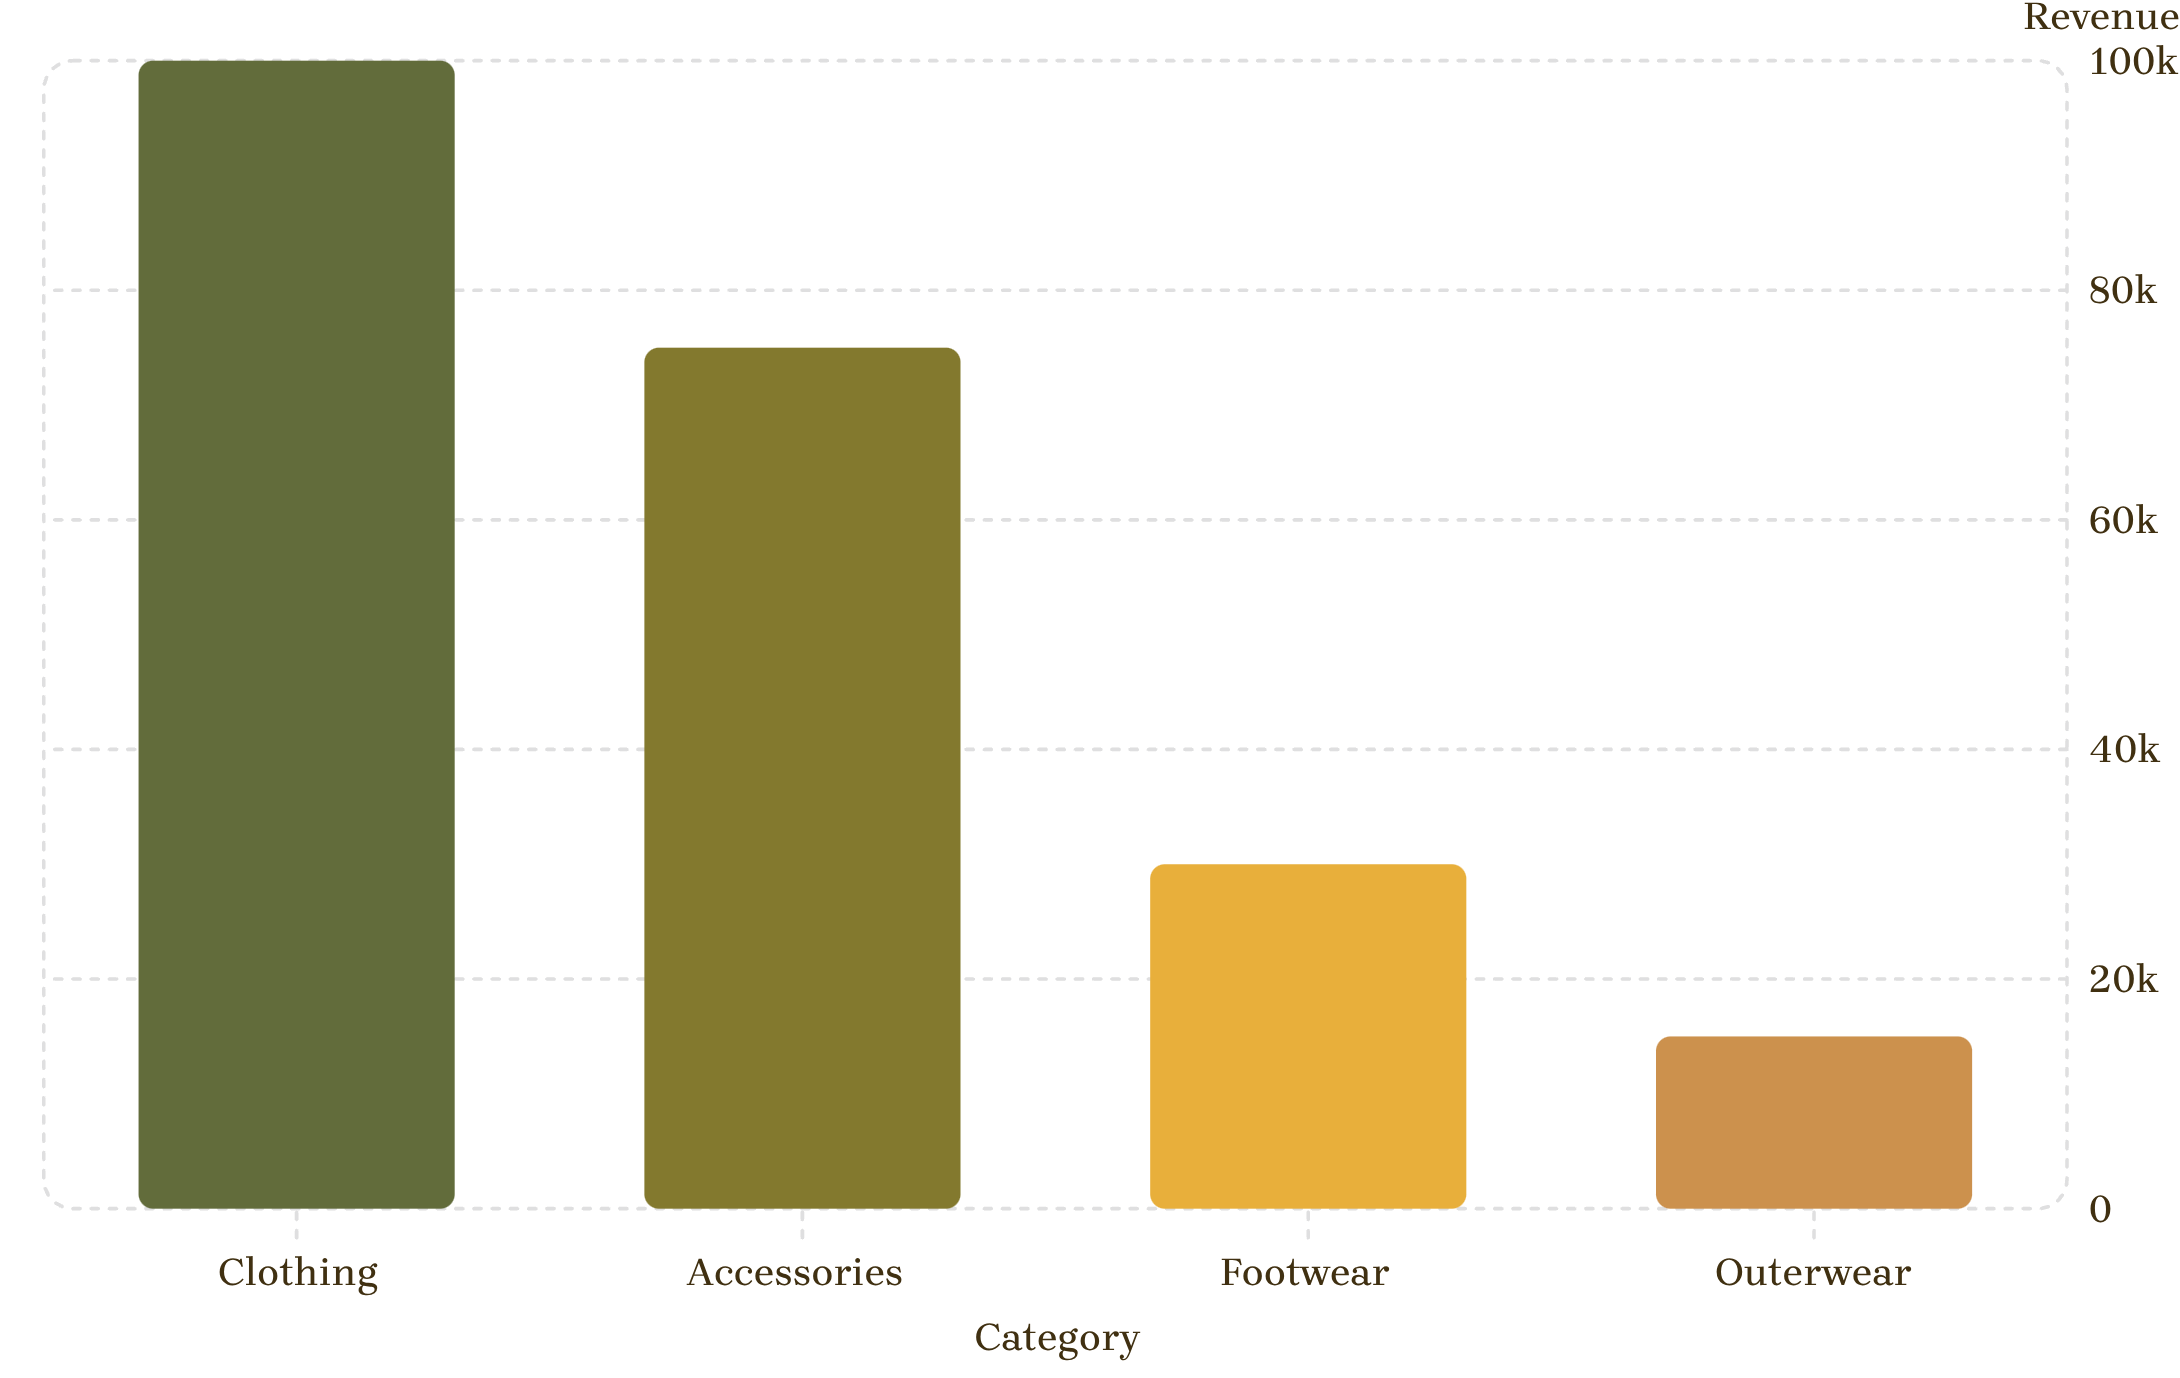 Revenue
100k
80k
60k
40k
20k
0
Clothing Accessories Footwear Outerwear
Category